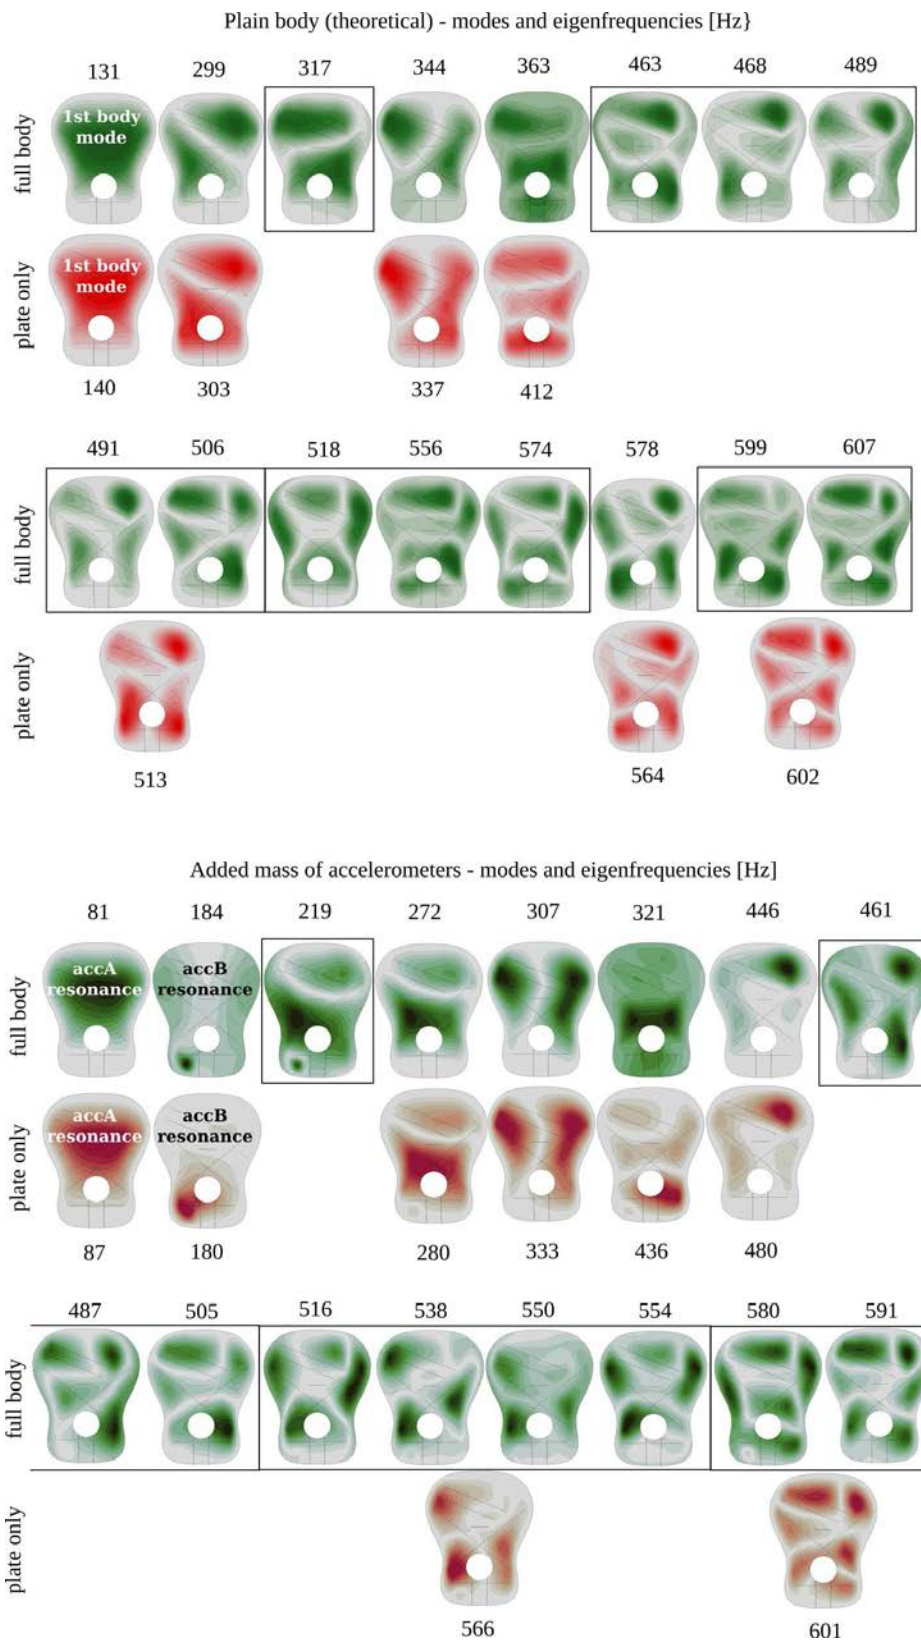 Plain body (theoretical) - modes and eigenfrequencies [Hz}
131 299 317 344 363 463 468 489
full body
1st body
mode
plate only
1st body
mode
140 303 337 412
491 506 518 556 574 578 599 607
full body
plate only
513 564 602
Added mass of accelerometers - modes and eigenfrequencies [Hz]
81 184 219 272 307 321 446 461
full body
accA
resonance
accB
resonance
plate only
accA
resonance
accB
resonance
87 180 280 333 436 480
487 505 516 538 550 554 580 591
full body
plate only
566 601